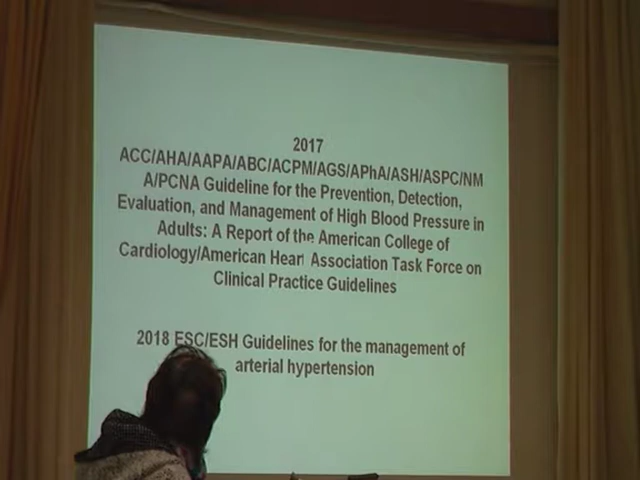 2017
ACC/AHA/AAPA/ABC/ACPM/AGS/APhA/ASH/ASPC/NM
A/PCNA Guideline for the Prevention, Detection,
Evaluation, and Management of High Blood Pressure in
Adults: A Report of the American College of
Cardiology/American Heart Association Task Force on
Clinical Practice Guidelines
2018 ESC/ESH Guidelines for the management of
arterial hypertension